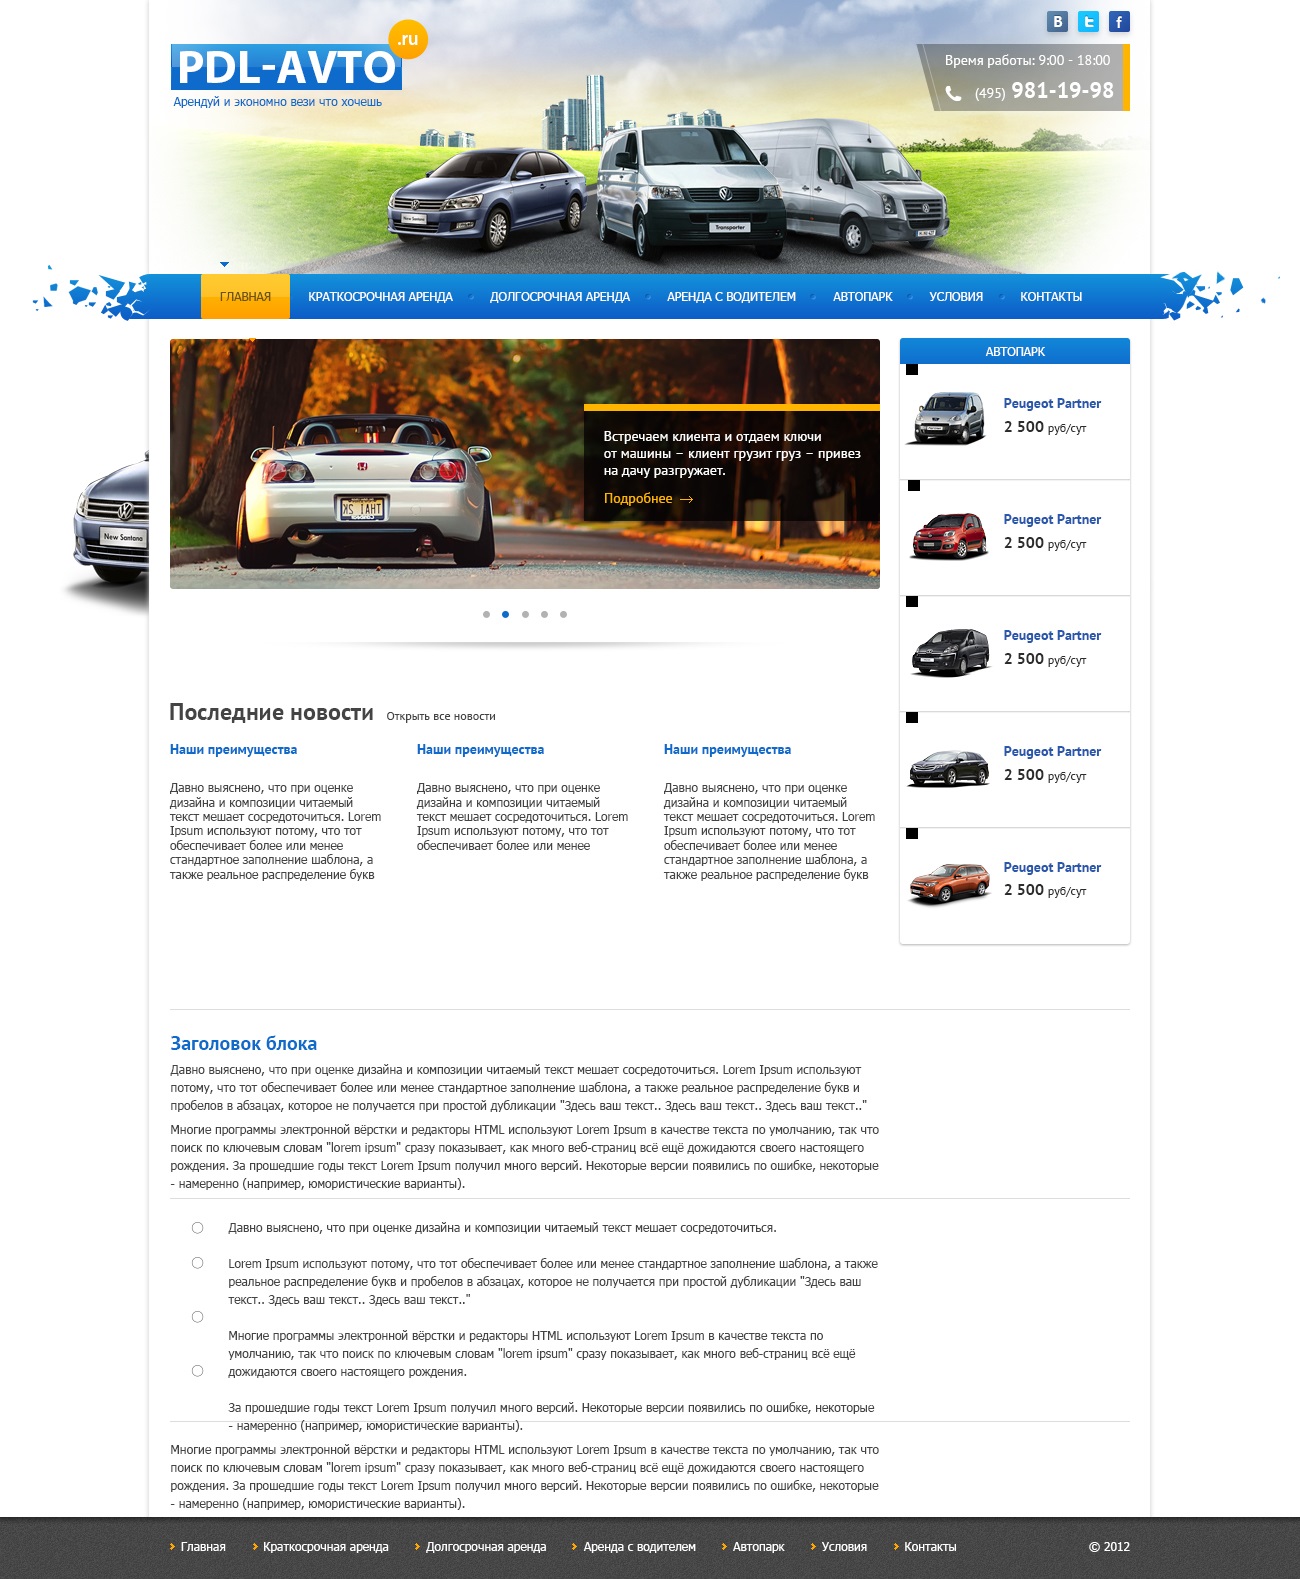 .ru
PDL-AVTO
Арендуй и экономно вези что хочешь
Время работы: 9:00 - 18:00
(495) 981-19-98
New Santana
Transporter
ГЛАВНАЯ
КРАТКОСРОЧНАЯ АРЕНДА
ДОЛГОСРОЧНАЯ АРЕНДА
АРЕНДА С ВОДИТЕЛЕМ
АВТОПАРК
УСЛОВИЯ
КОНТАКТЫ
Встречаем клиента и отдаем ключи
от машины – клиент грузит груз – привез
на дачу разгружает.
Подробнее →
New Santana
АВТОПАРК
Peugeot Partner
2 500 руб/сут
Peugeot Partner
2 500 руб/сут
Peugeot Partner
2 500 руб/сут
Peugeot Partner
2 500 руб/сут
Peugeot Partner
2 500 руб/сут
Последние новости
Открыть все новости
Наши преимущества
Давно выяснено, что при оценке
дизайна и композиции читаемый
текст мешает сосредоточиться. Lorem
Ipsum используют потому, что тот
обеспечивает более или менее
стандартное заполнение шаблона, а
также реальное распределение букв
Наши преимущества
Давно выяснено, что при оценке
дизайна и композиции читаемый
текст мешает сосредоточиться. Lorem
Ipsum используют потому, что тот
обеспечивает более или менее
Наши преимущества
Давно выяснено, что при оценке
дизайна и композиции читаемый
текст мешает сосредоточиться. Lorem
Ipsum используют потому, что тот
обеспечивает более или менее
стандартное заполнение шаблона, а
также реальное распределение букв
Заголовок блока
Давно выяснено, что при оценке дизайна и композиции читаемый текст мешает сосредоточиться. Lorem Ipsum используют
потому, что тот обеспечивает более или менее стандартное заполнение шаблона, а также реальное распределение букв и
пробелов в абзацах, которое не получается при простой дубликации "Здесь ваш текст.. Здесь ваш текст.. Здесь ваш текст.."
Многие программы электронной вёрстки и редакторы HTML используют Lorem Ipsum в качестве текста по умолчанию, так что
поиск по ключевым словам "lorem ipsum" сразу показывает, как много веб-страниц всё ещё дожидаются своего настоящего
рождения. За прошедшие годы текст Lorem Ipsum получил много версий. Некоторые версии появились по ошибке, некоторые
- намеренно (например, юмористические варианты).
Давно выяснено, что при оценке дизайна и композиции читаемый текст мешает сосредоточиться.
Lorem Ipsum используют потому, что тот обеспечивает более или менее стандартное заполнение шаблона, а также
реальное распределение букв и пробелов в абзацах, которое не получается при простой дубликации "Здесь ваш
текст.. Здесь ваш текст.. Здесь ваш текст.."
Многие программы электронной вёрстки и редакторы HTML используют Lorem Ipsum в качестве текста по
умолчанию, так что поиск по ключевым словам "lorem ipsum" сразу показывает, как много веб-страниц всё ещё
дожидаются своего настоящего рождения.
За прошедшие годы текст Lorem Ipsum получил много версий. Некоторые версии появились по ошибке, некоторые
- намеренно (например, юмористические варианты).
Многие программы электронной вёрстки и редакторы HTML используют Lorem Ipsum в качестве текста по умолчанию, так что
поиск по ключевым словам "lorem ipsum" сразу показывает, как много веб-страниц всё ещё дожидаются своего настоящего
рождения. За прошедшие годы текст Lorem Ipsum получил много версий. Некоторые версии появились по ошибке, некоторые
- намеренно (например, юмористические варианты).
Главная
Краткосрочная аренда
Долгосрочная аренда
Аренда с водителем
Автопарк
Условия
Контакты
© 2012